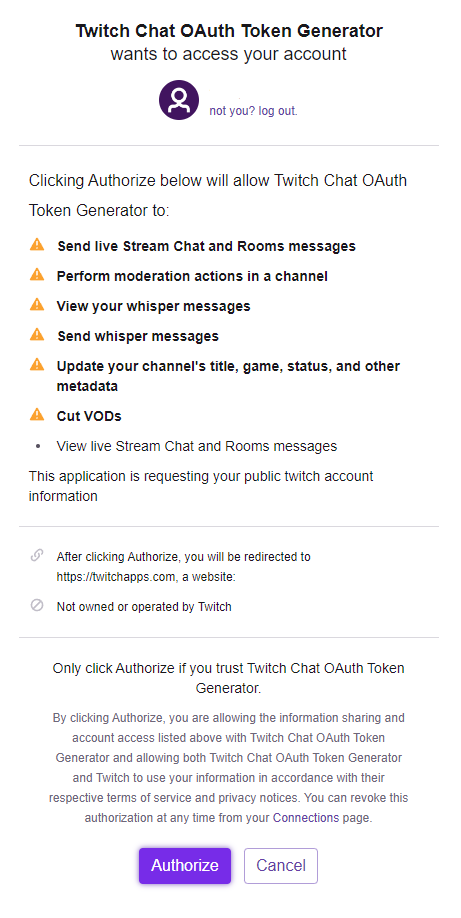 Twitch Chat OAuth Token Generator
wants to access your account
not you? log out.
Clicking Authorize below will allow Twitch Chat OAuth
Token Generator to:
Send live Stream Chat and Rooms messages
Perform moderation actions in a channel
View your whisper messages
Send whisper messages
Update your channel's title, game, status, and other
metadata
Cut VODs
• View live Stream Chat and Rooms messages
This application is requesting your public twitch account
information
After clicking Authorize, you will be redirected to
https://twitchapps.com, a website:
Not owned or operated by Twitch
Only click Authorize if you trust Twitch Chat OAuth Token
Generator.
By clicking Authorize, you are allowing the information sharing and
account access listed above with Twitch Chat OAuth Token
Generator and allowing both Twitch Chat OAuth Token Generator
and Twitch to use your information in accordance with their
respective terms of service and privacy notices. You can revoke this
authorization at any time from your Connections page.
Authorize Cancel